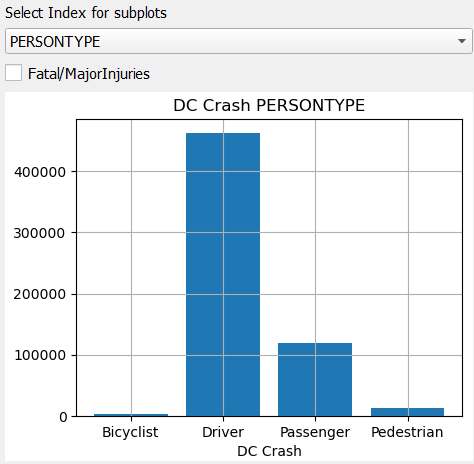 Select Index for subplots
PERSONTYPE
Fatal/MajorInjuries
DC Crash PERSONTYPE
400000
300000
200000
100000
0
Bicyclist Driver Passenger Pedestrian
DC Crash